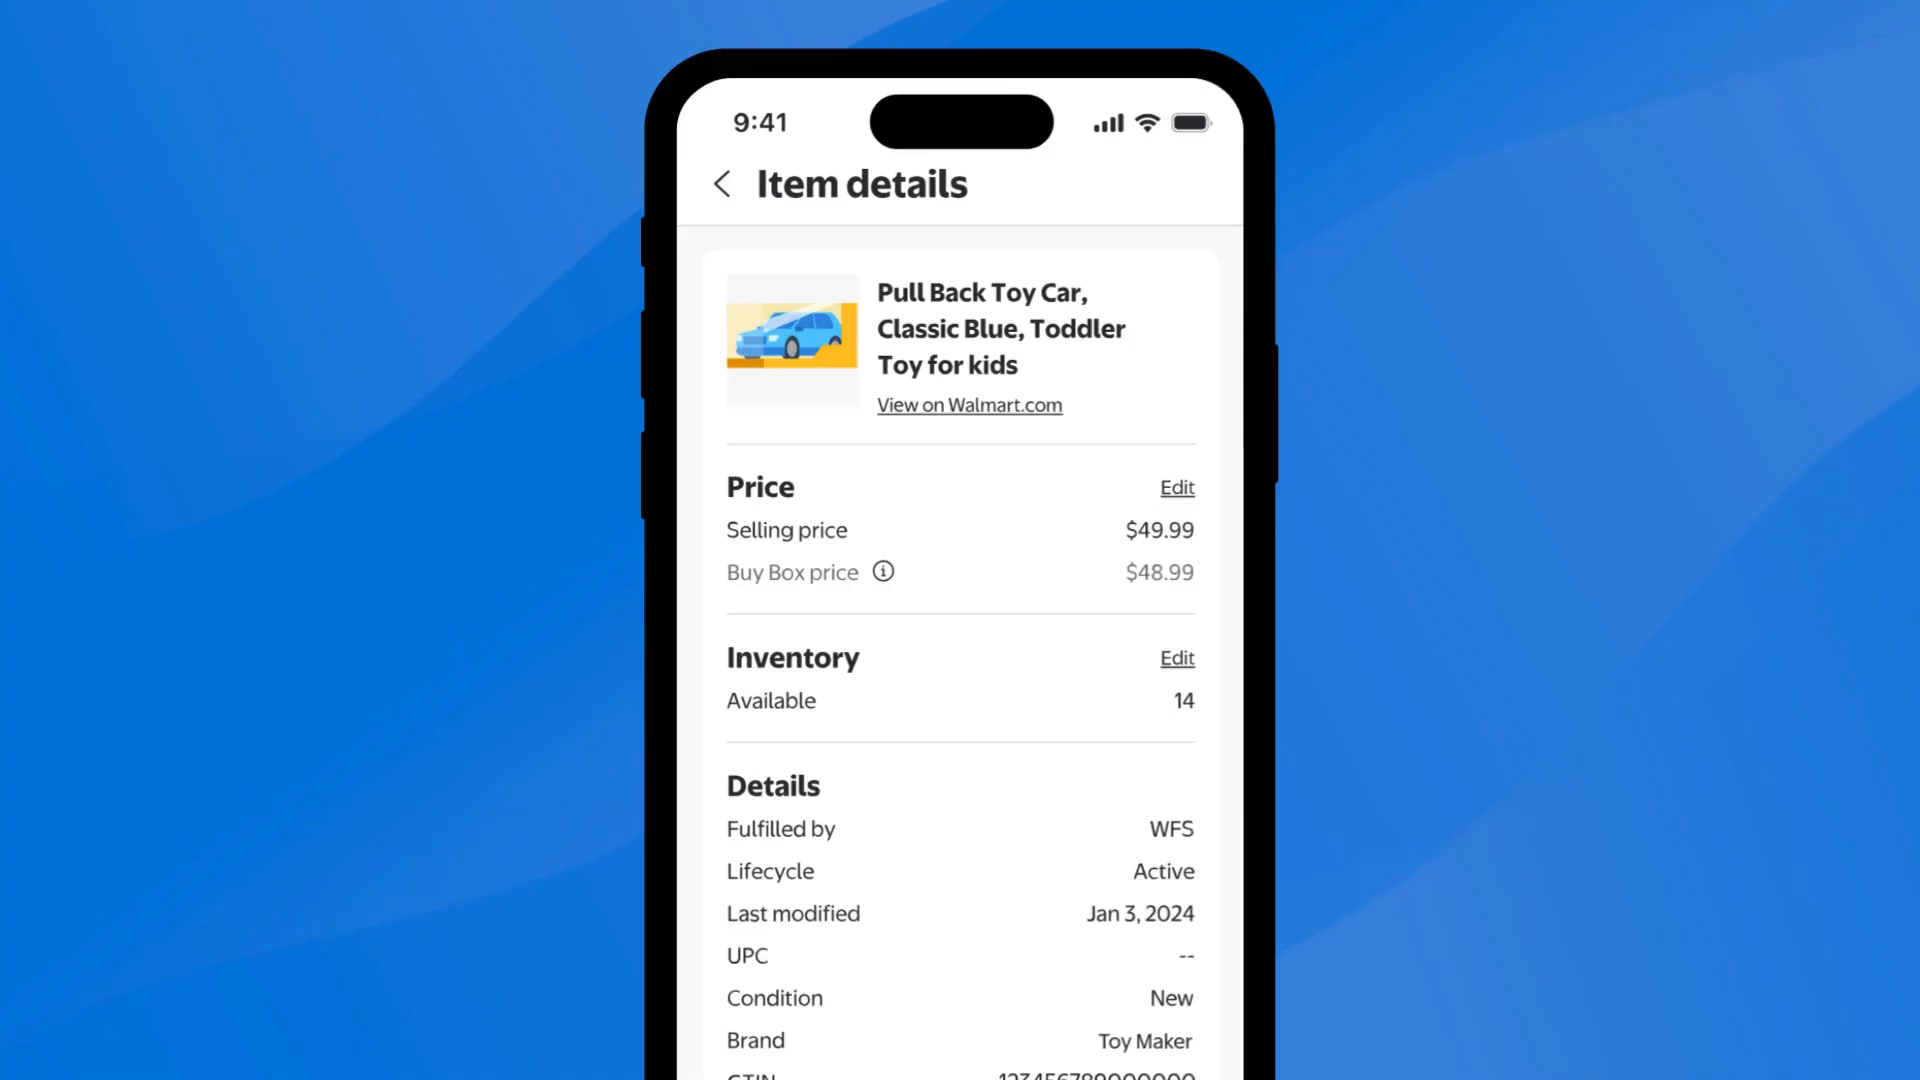 9:41
Item details
Pull Back Toy Car,
Classic Blue, Toddler
Toy for kids
View on Walmart.com
Price Edit
Selling price $49.99
Buy Box price $48.99
Inventory Edit
Available 14
Details
Fulfilled by WFS
Lifecycle Active
Last modified Jan 3, 2024
UPC --
Condition New
Brand Toy Maker
GTIN